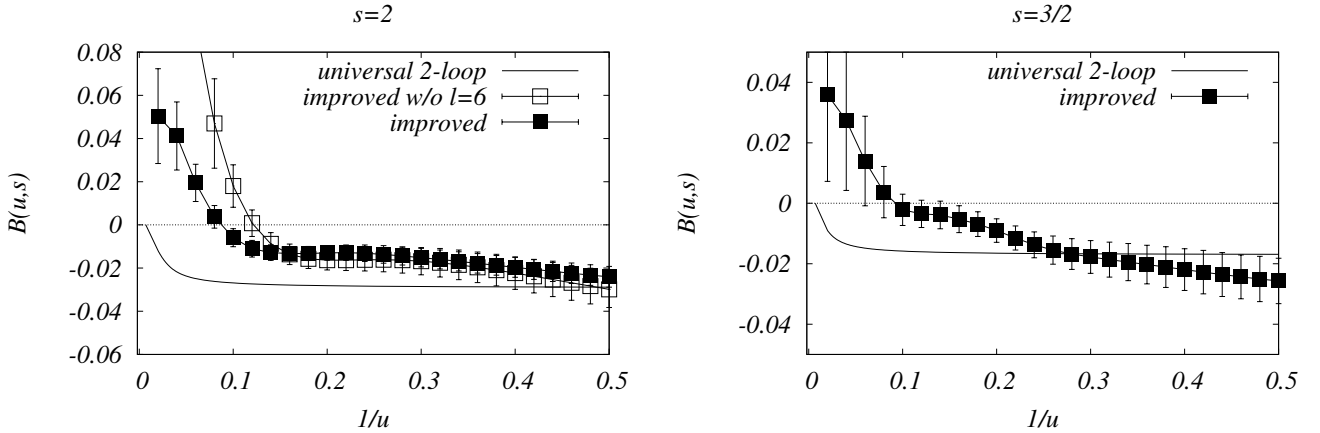 s=2
0.08
0.06
0.04
0.02
0
-0.02
-0.04
-0.06
B(u,s)
universal 2-loop
improved w/o l=6
improved
0 0.1 0.2 0.3 0.4 0.5
1/u
s=3/2
0.04
0.02
0
-0.02
-0.04
B(u,s)
universal 2-loop
improved
0 0.1 0.2 0.3 0.4 0.5
1/u